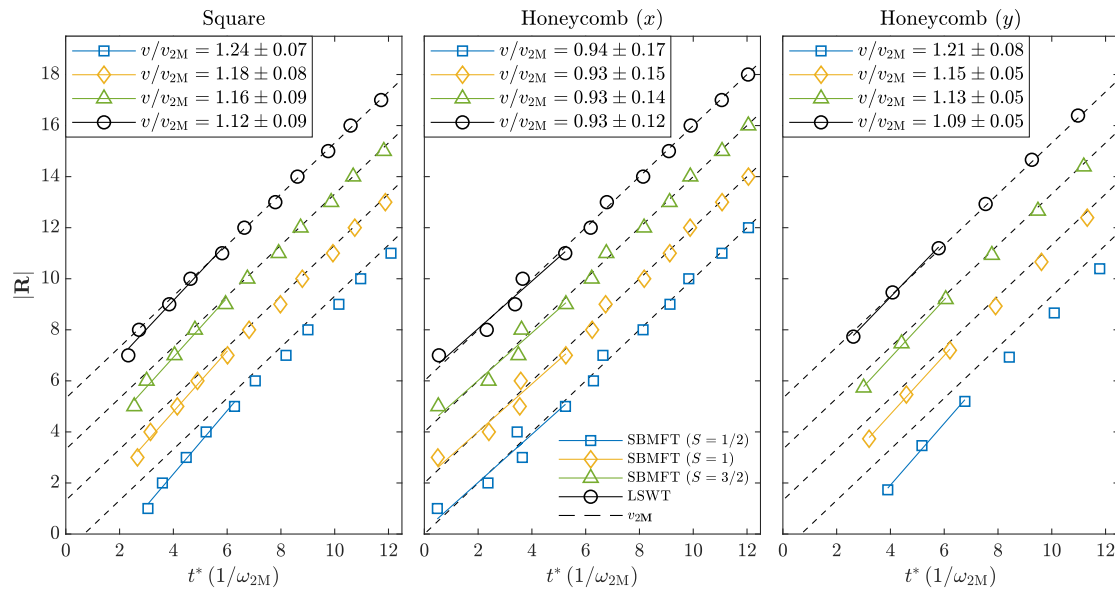 Square
v/v2M = 1.24 ± 0.07
v/v2M = 1.18 ± 0.08
v/v2M = 1.16 ± 0.09
v/v2M = 1.12 ± 0.09
18
16
14
12
10
8
6
4
2
0
|R|
0 2 4 6 8 10 12
t* (1/ω2M)
Honeycomb (x)
v/v2M = 0.94 ± 0.17
v/v2M = 0.93 ± 0.15
v/v2M = 0.93 ± 0.14
v/v2M = 0.93 ± 0.12
SBMFT (S = 1/2)
SBMFT (S = 1)
SBMFT (S = 3/2)
LSWT
v2M
0 2 4 6 8 10 12
t* (1/ω2M)
Honeycomb (y)
v/v2M = 1.21 ± 0.08
v/v2M = 1.15 ± 0.05
v/v2M = 1.13 ± 0.05
v/v2M = 1.09 ± 0.05
0 2 4 6 8 10 12
t* (1/ω2M)